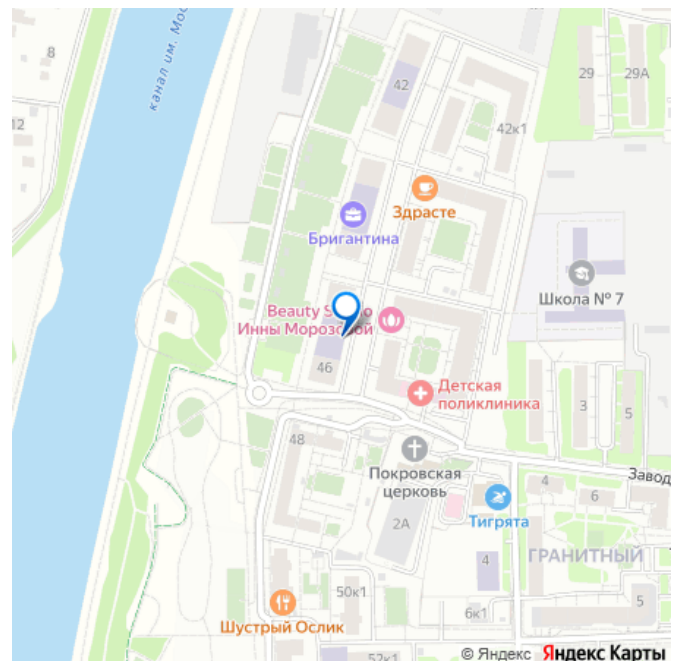 8
канал им. Мос
12
42
29
29А
42к1
Здрасте
Бригантина
Школа № 7
Beauty S
о
Инны Морозовой
46
Детская
поликлиника
3
5
48
Покровская
церковь
Завод
4
6
Тигрята
2А
4
ГРАНИТНЫЙ
50к1
6к1
5
Шустрый Ослик
52к1
© Яндекс Яндекс Карты